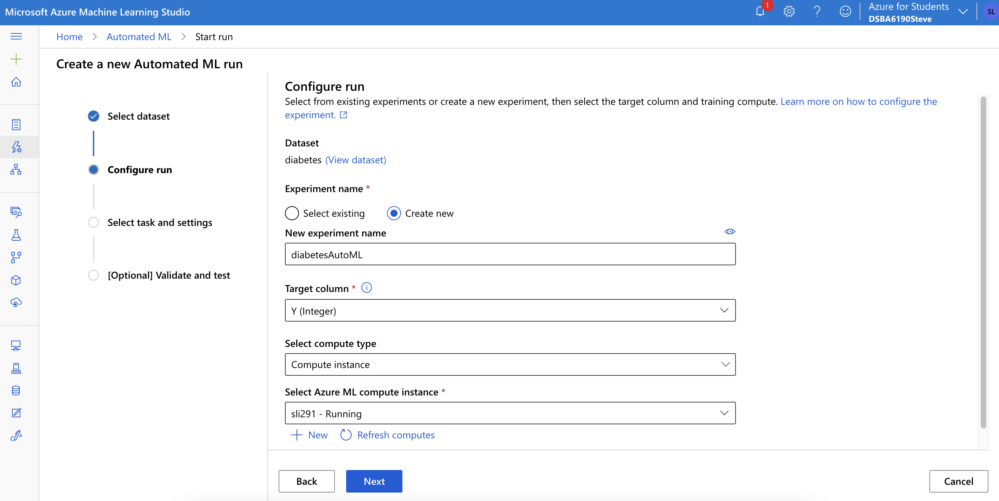 Microsoft Azure Machine Learning Studio
1
Azure for Students
DSBA6190Steve
SL
Home > Automated ML > Start run
Create a new Automated ML run
Select dataset
Configure run
Select task and settings
[Optional] Validate and test
Configure run
Select from existing experiments or create a new experiment, then select the target column and training compute. Learn more on how to configure the
experiment.
Dataset
diabetes (View dataset)
Experiment name *
Select existing
Create new
New experiment name
diabetesAutoML
Target column *
Y (Integer)
Select compute type
Compute instance
Select Azure ML compute instance *
sli291 - Running
New
Refresh computes
Back
Next
Cancel